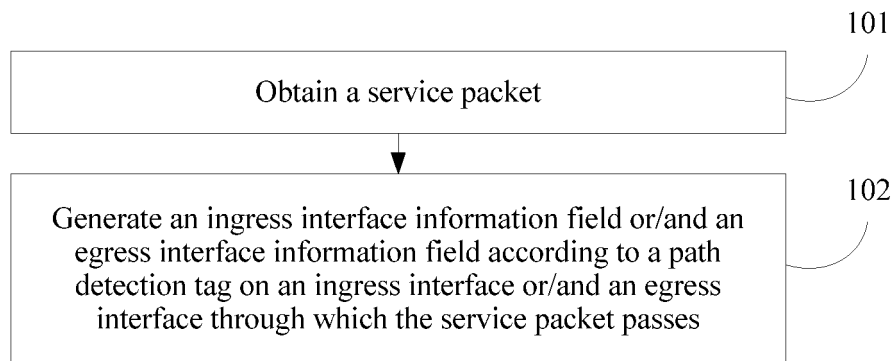 101
Obtain a service packet
102
Generate an ingress interface information field or/and an
egress interface information field according to a path
detection tag on an ingress interface or/and an egress
interface through which the service packet passes